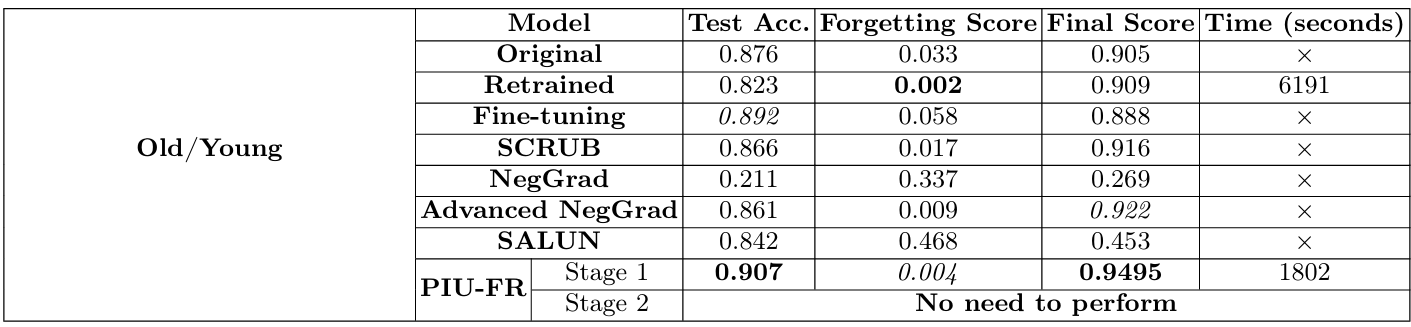 Model Test Acc. Forgetting Score Final Score Time (seconds)
Original 0.876 0.033 0.905 ×
Retrained 0.823 0.002 0.909 6191
Fine-tuning 0.892 0.058 0.888 ×
Old/Young SCRUB 0.866 0.017 0.916 ×
NegGrad 0.211 0.337 0.269 ×
Advanced NegGrad 0.861 0.009 0.922 ×
SALUN 0.842 0.468 0.453 ×
PIU-FR Stage 1 0.907 0.004 0.9495 1802
Stage 2 No need to perform